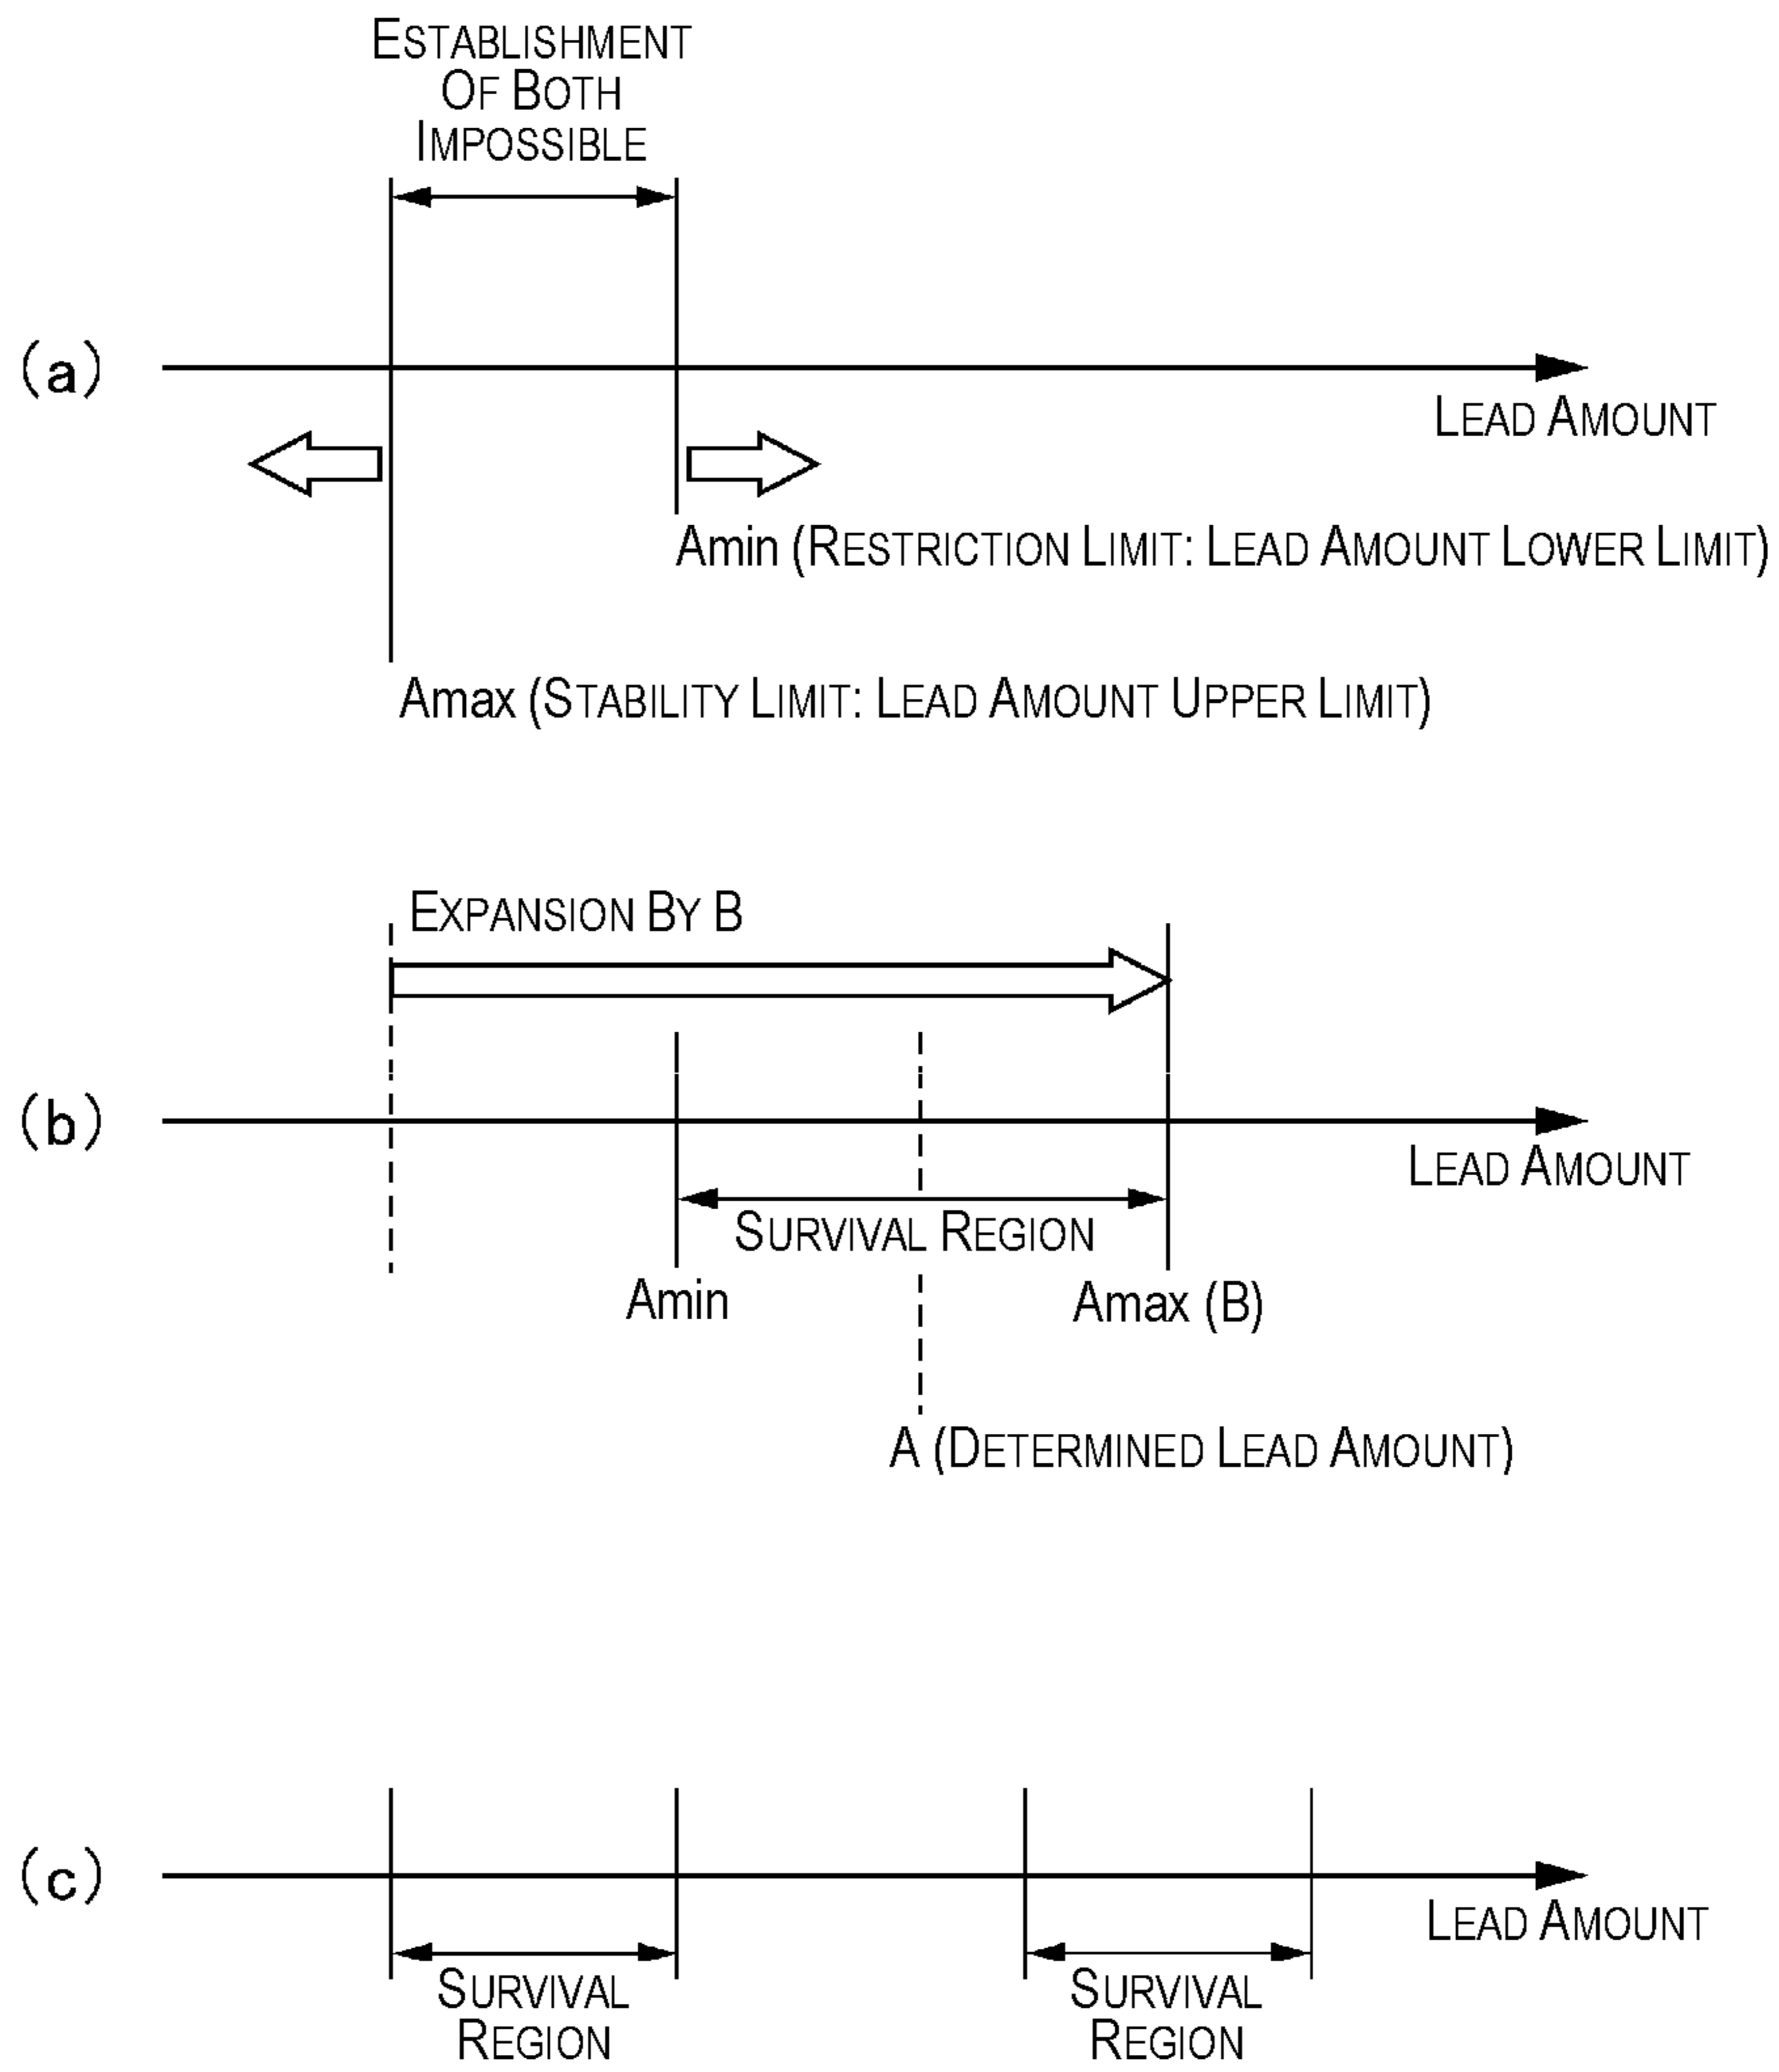 ESTABLISHMENT
OF BOTH
IMPOSSIBLE
(a)
LEAD AMOUNT
Amin (RESTRICTION LIMIT: LEAD AMOUNT LOWER LIMIT)
Amax (STABILITY LIMIT: LEAD AMOUNT UPPER LIMIT)
EXPANSION BY B
(b)
LEAD AMOUNT
SURVIVAL REGION
Amin
Amax (B)
A (DETERMINED LEAD AMOUNT)
(c)
LEAD AMOUNT
SURVIVAL
REGION
SURVIVAL
REGION